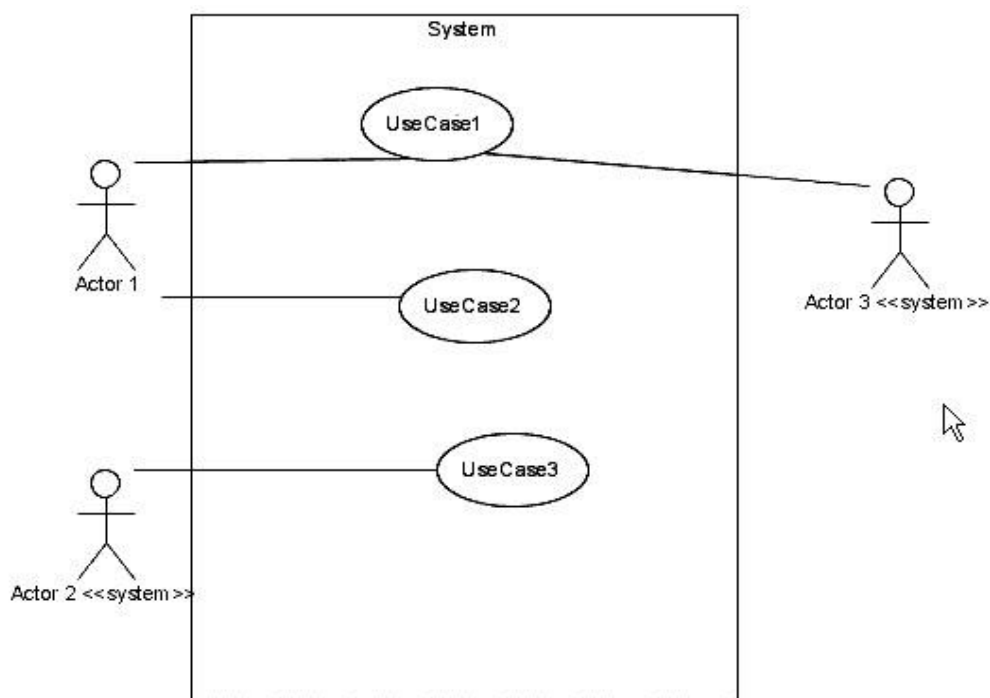 System
UseCase1
Actor 1
Actor 3 <<system>>
UseCase2
UseCase3
Actor 2 <<system>>